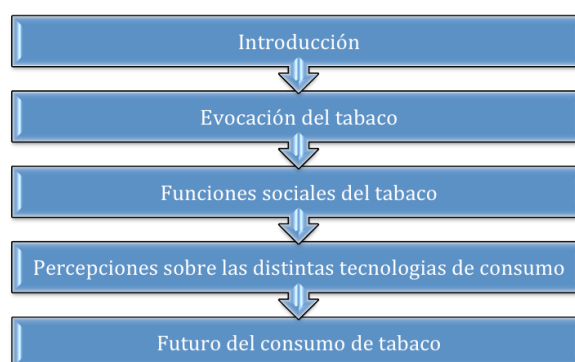 Introducción
Evocación del tabaco
Funciones sociales del tabaco
Percepciones sobre las distintas tecnologias de consumo
Futuro del consumo de tabaco